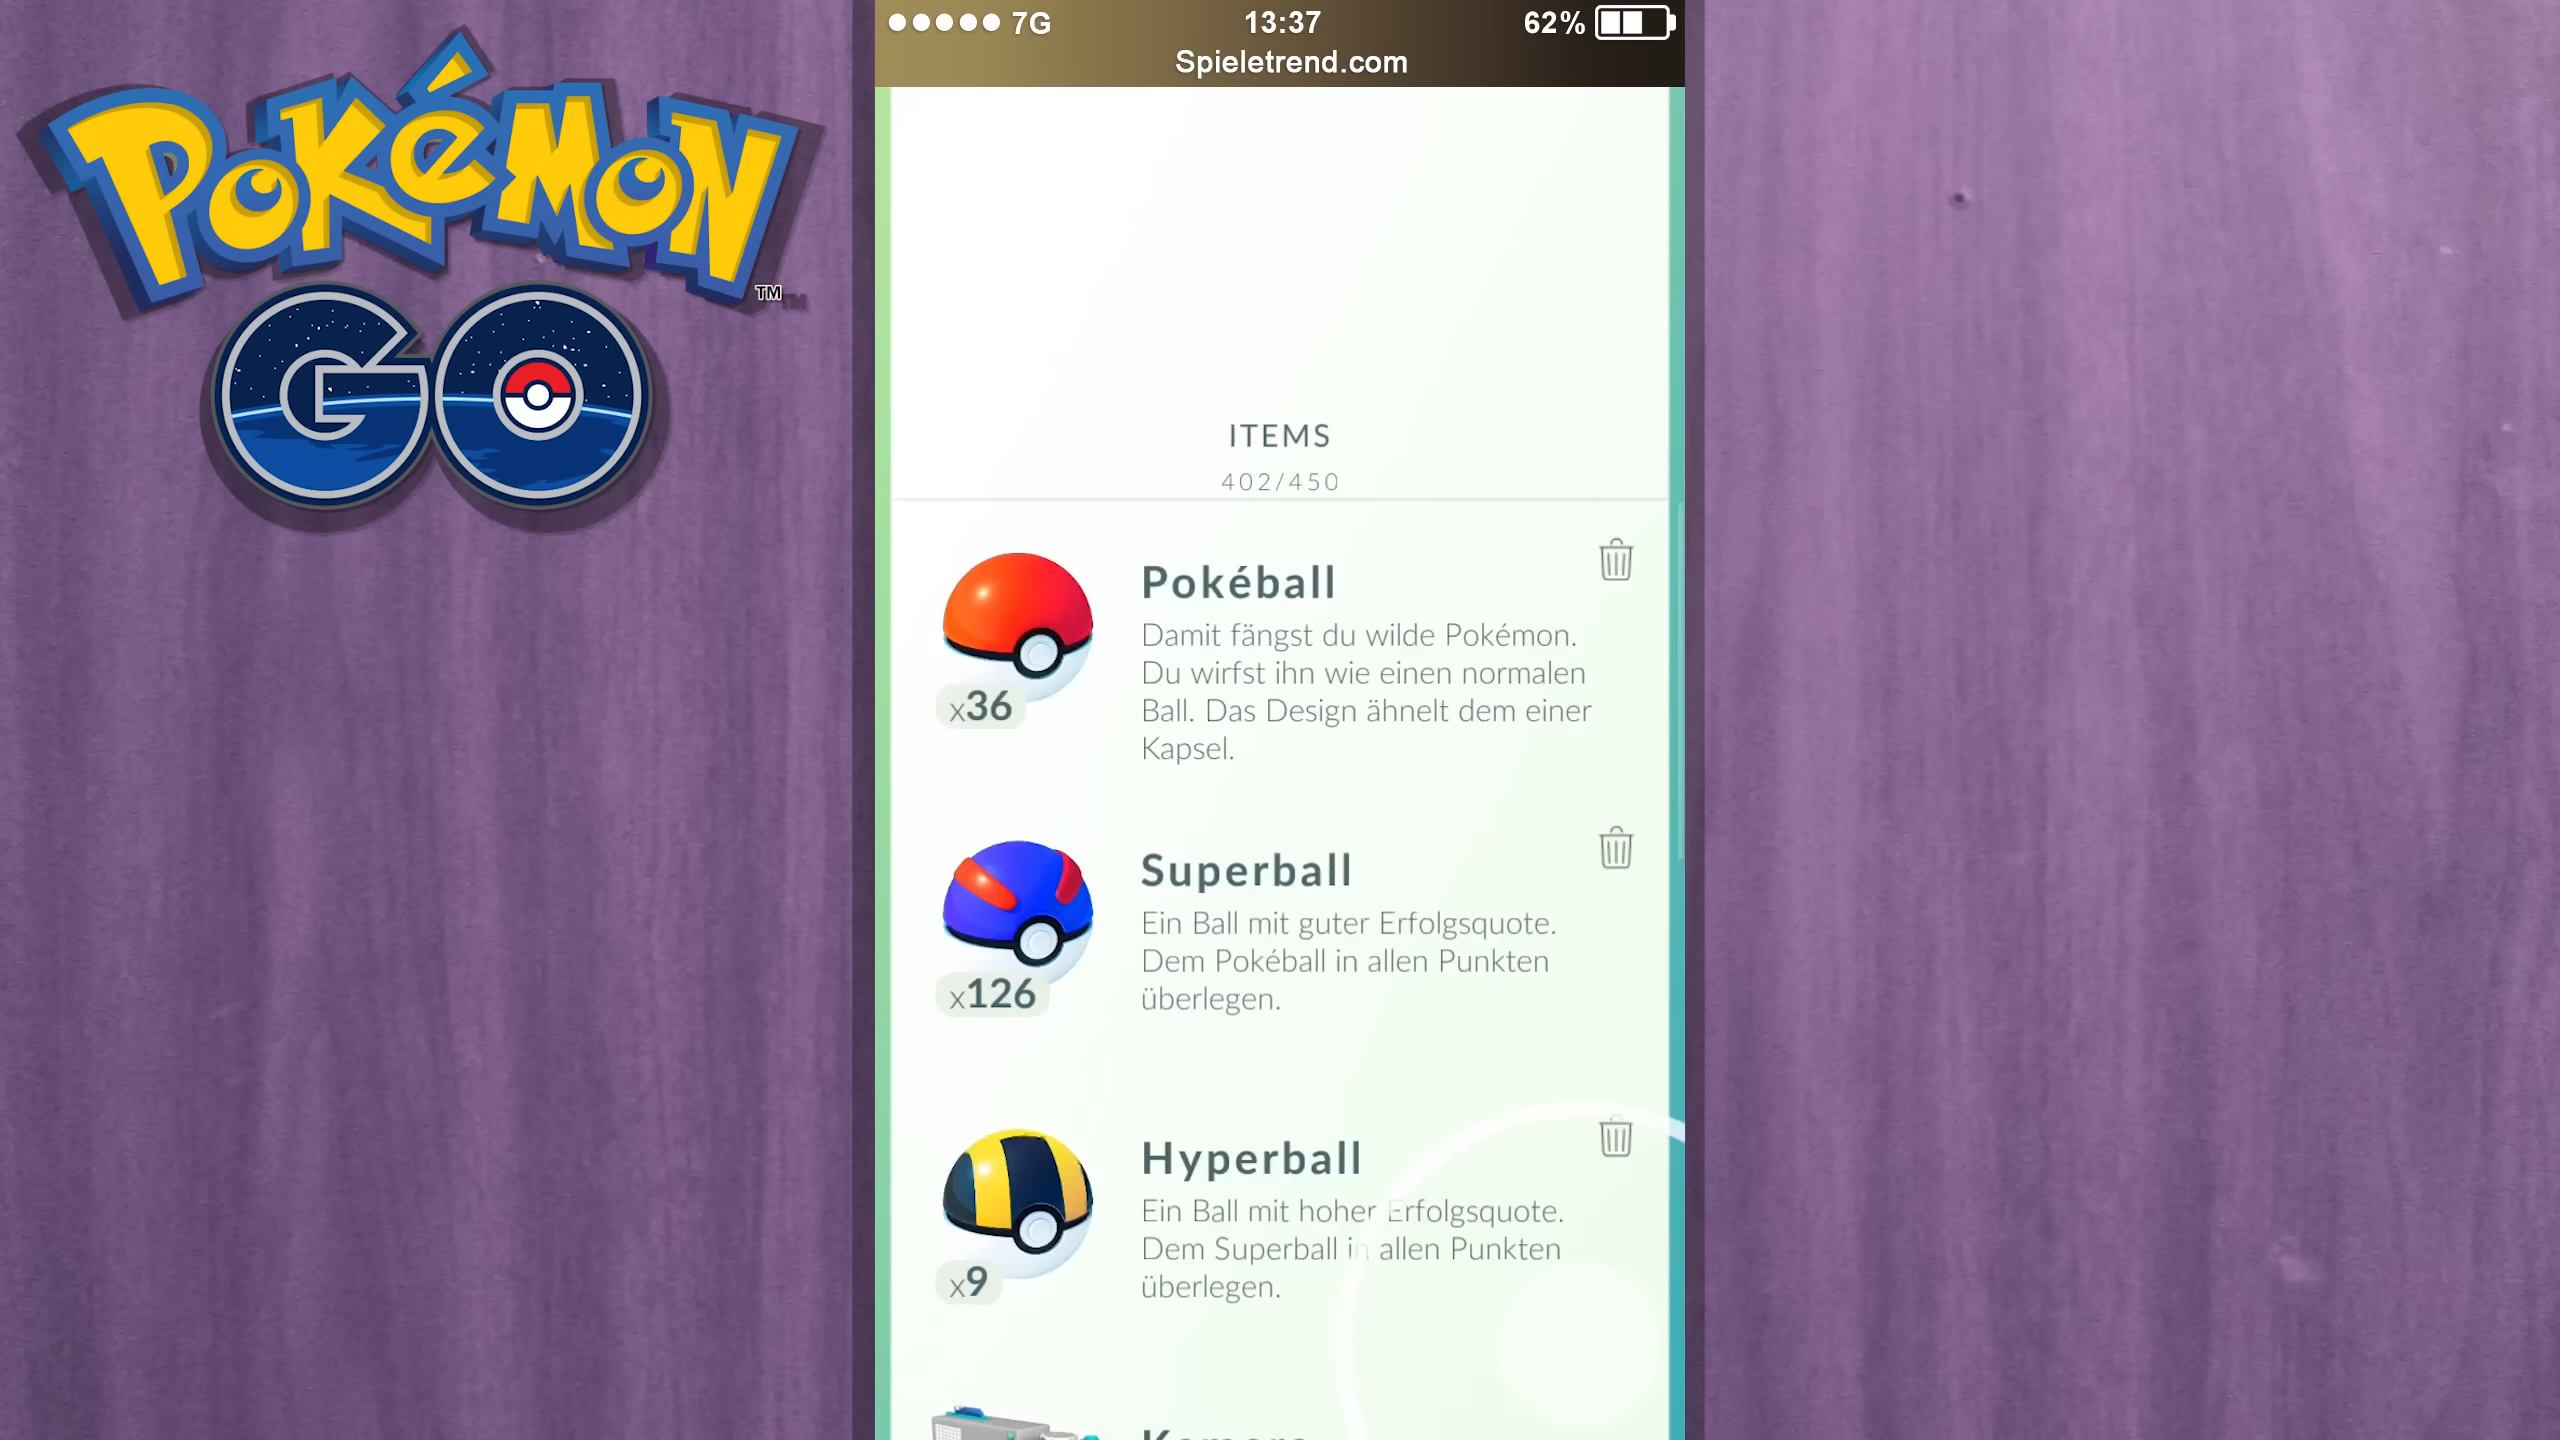 POKéMON
TM
GO
7G
13:37
62%
Spieletrend.com
ITEMS
402/450
Pokéball
Damit fängst du wilde Pokémon.
Du wirfst ihn wie einen normalen
Ball. Das Design ähnelt dem einer
Kapsel.
x36
Superball
Ein Ball mit guter Erfolgsquote.
Dem Pokéball in allen Punkten
überlegen.
x126
Hyperball
Ein Ball mit hoher Erfolgsquote.
Dem Superball in allen Punkten
überlegen.
x9